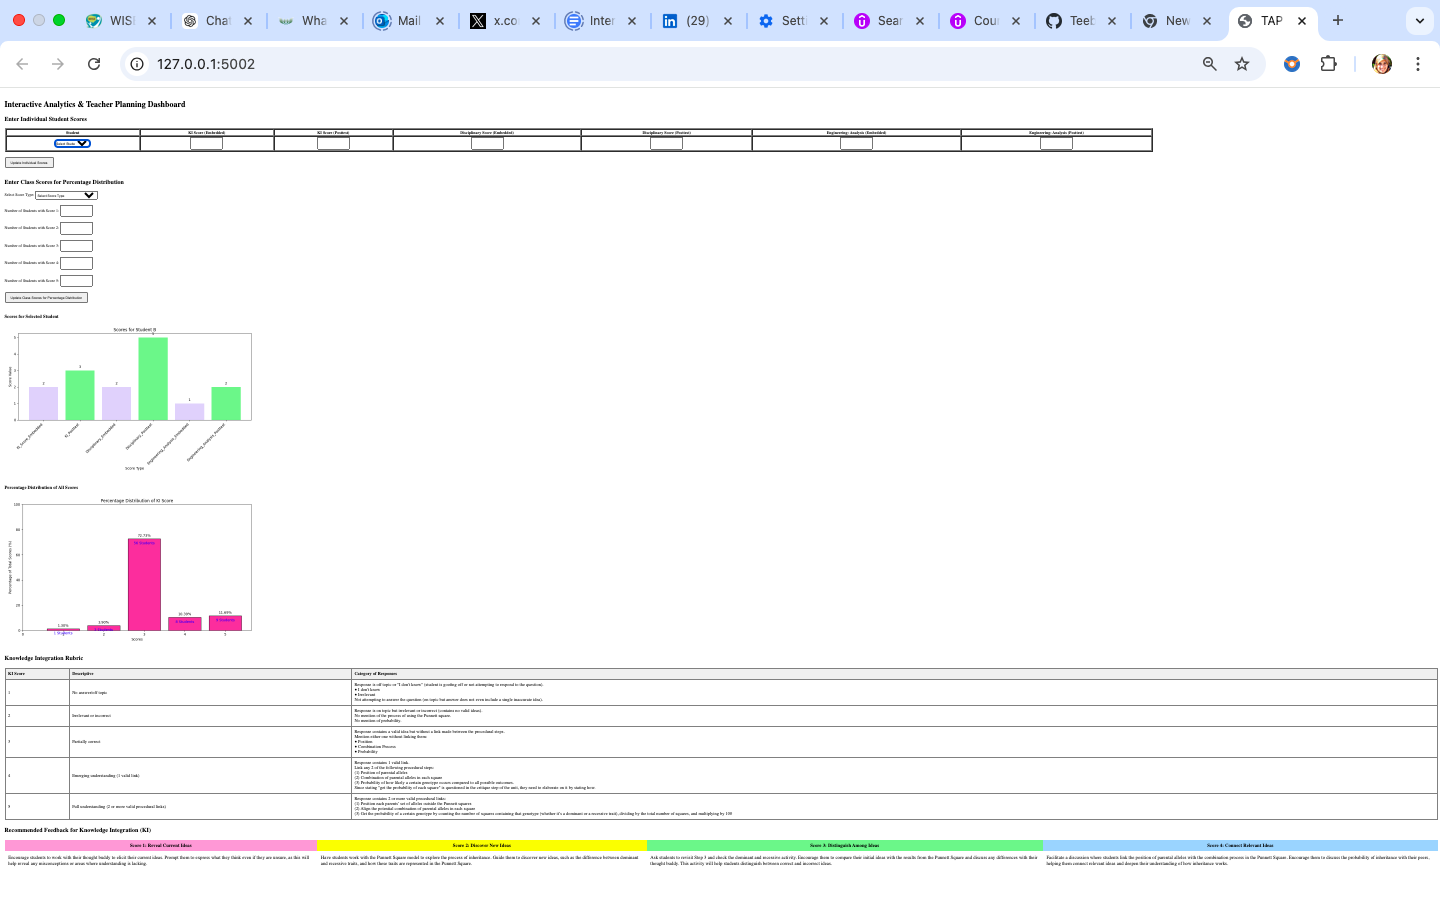 WISE
Chat
Wha
Mail
x.co
Inter
(29)
Sett
Sear
Cou
Teeb
New
TAP
127.0.0.1:5002
Interactive Analytics & Teacher Planning Dashboard
Enter Individual Student Scores
Student
KI Score (Embedded)
KI Score (Posttest)
Disciplinary Score (Embedded)
Disciplinary Score (Posttest)
Engineering: Analysis (Embedded)
Engineering: Analysis (Posttest)
Update Individual Scores
Enter Class Scores for Percentage Distribution
Select Score Type: Select Score Type
Number of Students with Score 1:
Number of Students with Score 2:
Number of Students with Score 3:
Number of Students with Score 4:
Number of Students with Score 5:
Update Class Scores for Percentage Distribution
Scores for Selected Student
Scores for Student B
Score Value
5
4
3
2
1
0
2
3
2
5
1
2
KI_Score_Embedded
KI_Posttest
Disciplinary_Embedded
Disciplinary_Posttest
Engineering_Analysis_Embedded
Engineering_Analysis_Posttest
Score Type
Percentage Distribution of All Scores
Percentage Distribution of KI Score
Percentage of Total Scores (%)
100
80
60
40
20
0
1.30%
1 Students
3.90%
3 Students
72.73%
56 Students
10.39%
8 Students
11.69%
9 Students
0
1
2
3
4
5
Scores
Knowledge Integration Rubric
KI Score
Descriptive
Category of Responses
1
No answer/off topic
Response is off topic or "I don't know" (student is goofing off or not attempting to respond to the question).
● I don't know
● Irrelevant
Not attempting to answer the question (on topic but answer does not even include a single inaccurate idea).
2
Irrelevant or incorrect
Response is on topic but irrelevant or incorrect (contains no valid ideas).
No mention of the process of using the Punnett square.
No mention of probability.
3
Partially correct
Response contains a valid idea but without a link made between the procedural steps.
Mention either one without linking them:
● Position
● Combination Process
● Probability
4
Emerging understanding (1 valid link)
Response contains 1 valid link.
Link any 2 of the following procedural steps:
(1) Position of parental alleles
(2) Combination of parental alleles in each square
(3) Probability of how likely a certain genotype occurs compared to all possible outcomes.
Since stating "get the probability of each square" is questioned in the critique step of the unit, they need to elaborate on it by stating how.
5
Full understanding (2 or more valid procedural links)
Response contains 2 or more valid procedural links:
(1) Position each parents' set of alleles outside the Punnett squares
(2) Align the potential combination of parental alleles in each square
(3) Get the probability of a certain genotype by counting the number of squares containing that genotype (whether it's a dominant or a recessive trait), dividing by the total number of squares, and multiplying by 100
Recommended Feedback for Knowledge Integration (KI)
Score 1: Reveal Current Ideas
Score 2: Discover New Ideas
Score 3: Distinguish Among Ideas
Score 4: Connect Relevant Ideas
Encourage students to work with their thought buddy to elicit their current ideas. Prompt them to express what they think even if they are unsure, as this will
help reveal any misconceptions or areas where understanding is lacking.
Have students work with the Punnett Square model to explore the process of inheritance. Guide them to discover new ideas, such as the difference between dominant
and recessive traits, and how these traits are represented in the Punnett Square.
Ask students to revisit Step 3 and check the dominant and recessive activity. Encourage them to compare their initial ideas with the results from the Punnett Square and discuss any differences with their
thought buddy. This activity will help students distinguish between correct and incorrect ideas.
Facilitate a discussion where students link the position of parental alleles with the combination process in the Punnett Square. Encourage them to discuss the probability of inheritance with their peers,
helping them connect relevant ideas and deepen their understanding of how inheritance works.